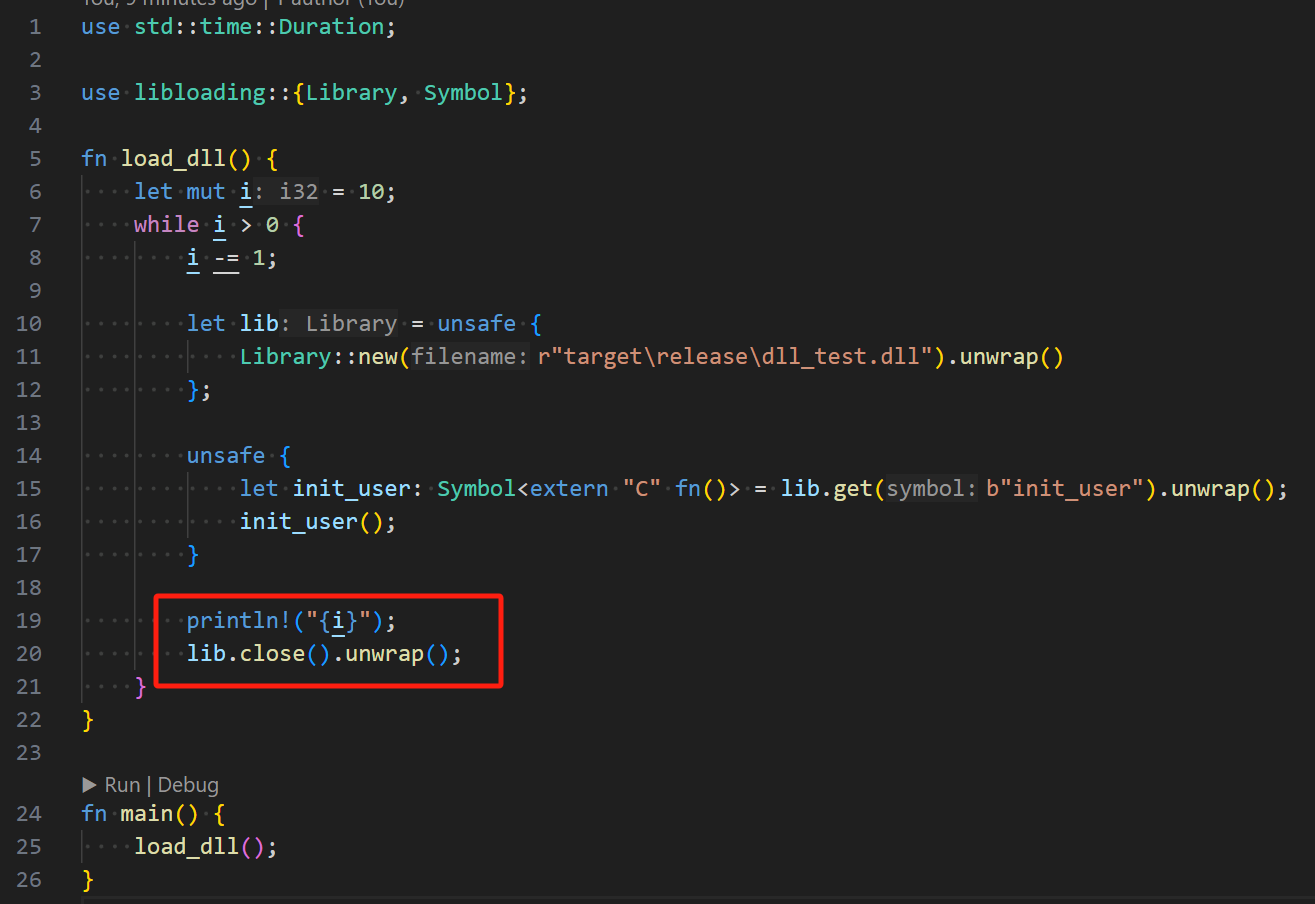 You, 9 minutes ago | 1 author (You)
1 use std::time::Duration;
2
3 use libloading::{Library, Symbol};
4
5 fn load_dll() {
6 let mut i: i32 = 10;
7 while i > 0 {
8 i -= 1;
9
10 let lib: Library = unsafe {
11 Library::new(filename: r"target\release\dll_test.dll").unwrap()
12 };
13
14 unsafe {
15 let init_user: Symbol<extern "C" fn()> = lib.get(symbol: b"init_user").unwrap();
16 init_user();
17 }
18
19 println!("{i}");
20 lib.close().unwrap();
21 }
22 }
23
▶ Run | Debug
24 fn main() {
25 load_dll();
26 }